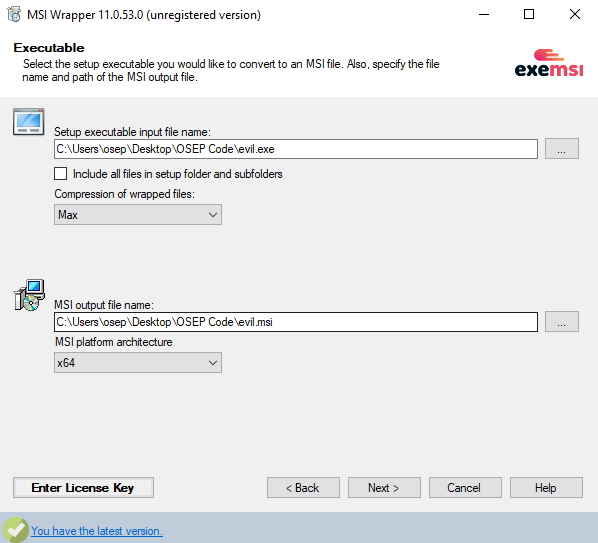 MSI Wrapper 11.0.53.0 (unregistered version)
Executable
Select the setup executable you would like to convert to an MSI file. Also, specify the file
name and path of the MSI output file.
exemsi
Setup executable input file name:
C:\Users\osep\Desktop\OSEP Code\evil.exe
...
Include all files in setup folder and subfolders
Compression of wrapped files:
Max
MSI output file name:
C:\Users\osep\Desktop\OSEP Code\evil.msi
...
MSI platform architecture
x64
Enter License Key
< Back
Next >
Cancel
Help
You have the latest version.